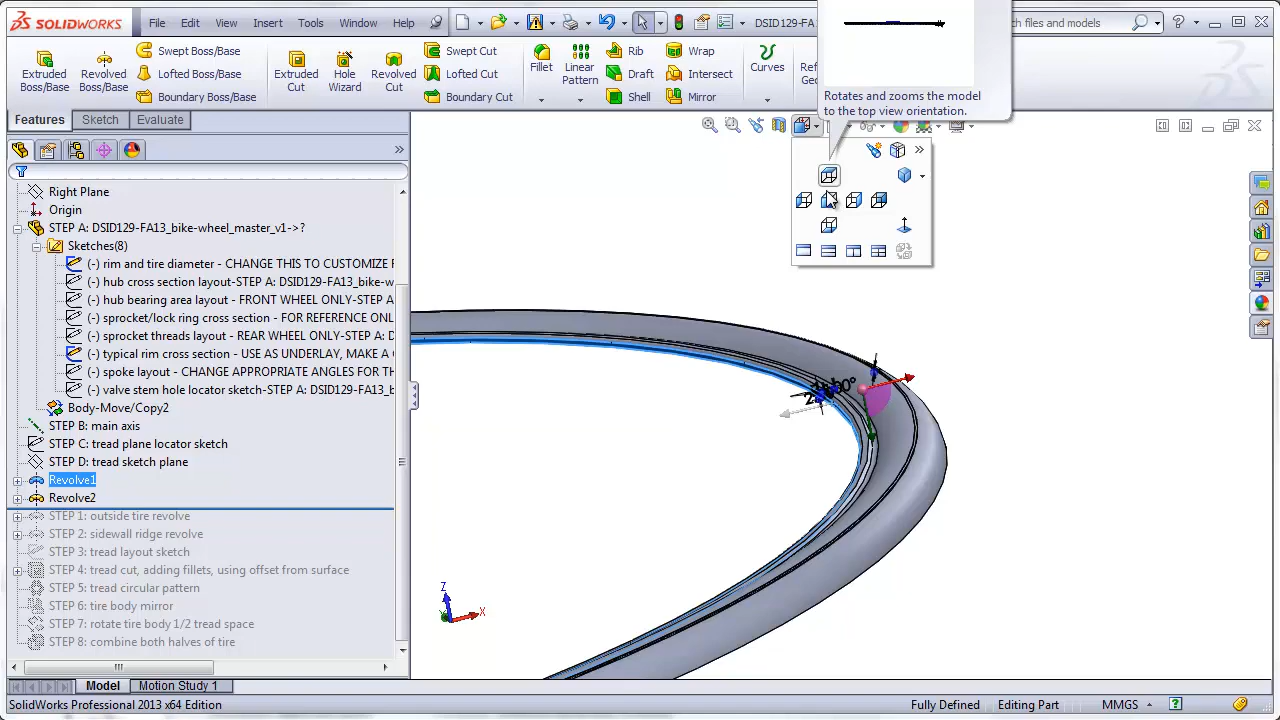 SOLIDWORKS File Edit View Insert Tools Window Help DSID129-FA13_ ch files and models
Swept Boss/Base Swept Cut Rib Wrap
Extruded Boss/Base Revolved Boss/Base Lofted Boss/Base Extruded Cut Hole Wizard Revolved Cut Lofted Cut Fillet Linear Pattern Draft Intersect Curves Ref Ge
Boundary Boss/Base Boundary Cut Shell Mirror
Rotates and zooms the model
to the top view orientation.
Features Sketch Evaluate
Right Plane
Origin
STEP A: DSID129-FA13_bike-wheel_master_v1->?
Sketches(8)
(-) rim and tire diameter - CHANGE THIS TO CUSTOMIZE F
(-) hub cross section layout - STEP A: DSID129-FA13_bike-w
(-) hub bearing area layout - FRONT WHEEL ONLY-STEP A
(-) sprocket/lock ring cross section - FOR REFERENCE ONL
(-) sprocket threads layout - REAR WHEEL ONLY-STEP A: D
(-) typical rim cross section - USE AS UNDERLAY, MAKE A
(-) spoke layout - CHANGE APPROPRIATE ANGLES FOR TH
(-) valve stem hole locator sketch-STEP A: DSID129-FA13_b
Body-Move/Copy2
STEP B: main axis
STEP C: tread plane locator sketch
STEP D: tread sketch plane
Revolve1
Revolve2
STEP 1: outside tire revolve
STEP 2: sidewall ridge revolve
STEP 3: tread layout sketch
STEP 4: tread cut, adding fillets, using offset from surface
STEP 5: tread circular pattern
STEP 6: tire body mirror
STEP 7: rotate tire body 1/2 tread space
STEP 8: combine both halves of tire
Z
X
Model Motion Study 1
SolidWorks Professional 2013 x64 Edition Fully Defined Editing Part MMGS